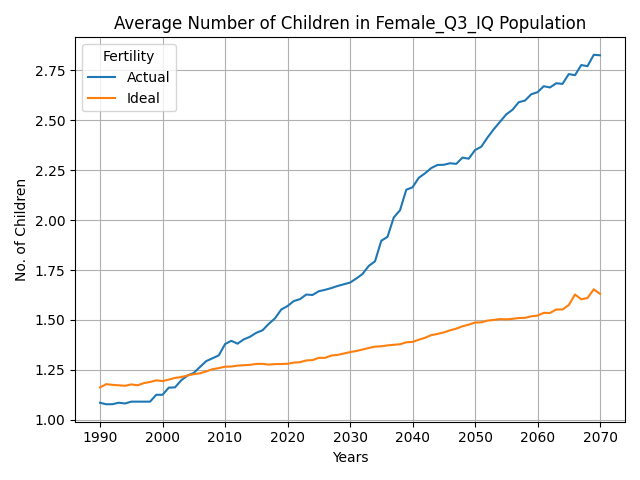 Average Number of Children in Female_Q3_IQ Population
Fertility
Actual
Ideal
No. of Children
2.75
2.50
2.25
2.00
1.75
1.50
1.25
1.00
1990 2000 2010 2020 2030 2040 2050 2060 2070
Years